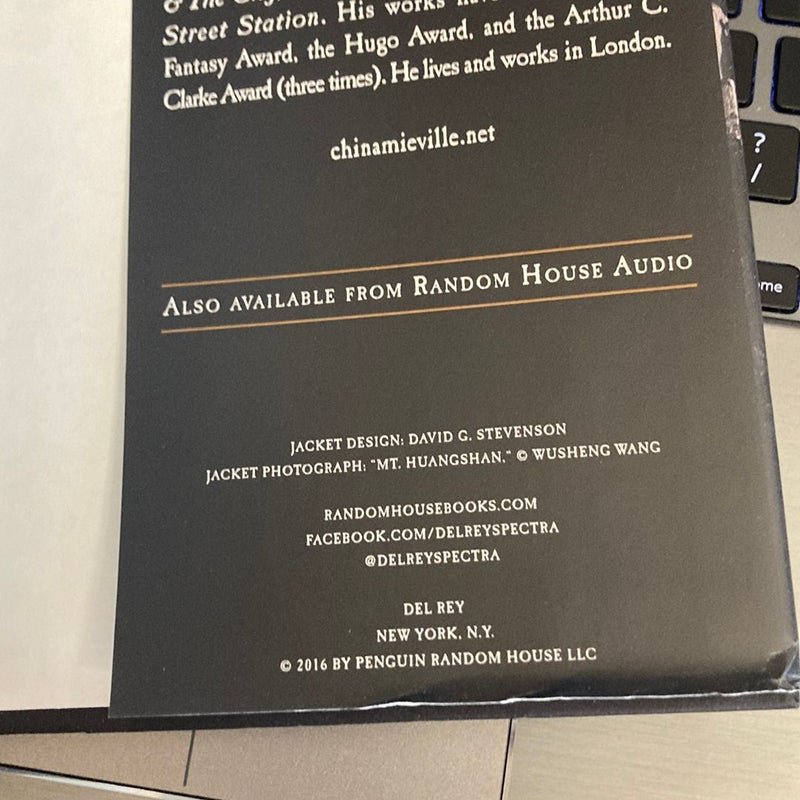 & The City
Street Station. His works have
Fantasy Award, the Hugo Award, and the Arthur C.
Clarke Award (three times). He lives and works in London.
chinamieville.net
ALSO AVAILABLE FROM RANDOM HOUSE AUDIO
JACKET DESIGN: DAVID G. STEVENSON
JACKET PHOTOGRAPH: "MT. HUANGSHAN," © WUSHENG WANG
RANDOMHOUSEBOOKS.COM
FACEBOOK.COM/DELREYSPECTRA
@DELREYSPECTRA
DEL REY
NEW YORK, N.Y.
© 2016 BY PENGUIN RANDOM HOUSE LLC
?
/